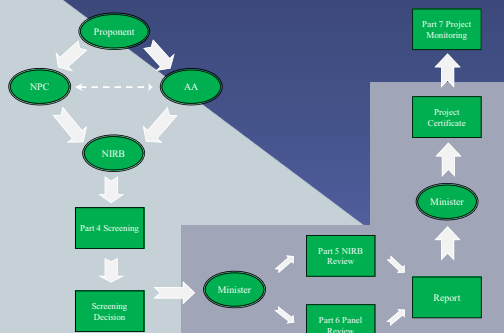 Proponent
NPC
AA
NIRB
Part 4 Screening
Screening
Decision
Minister
Part 5 NIRB
Review
Part 6 Panel
Review
Report
Minister
Project
Certificate
Part 7 Project
Monitoring